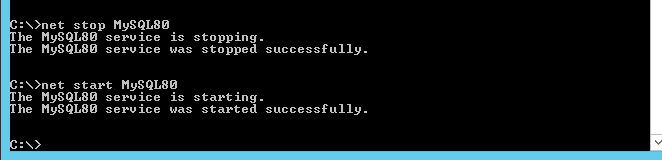 C:\>net stop MySQL80
The MySQL80 service is stopping.
The MySQL80 service was stopped successfully.
C:\>net start MySQL80
The MySQL80 service is starting.
The MySQL80 service was started successfully.
C:\>